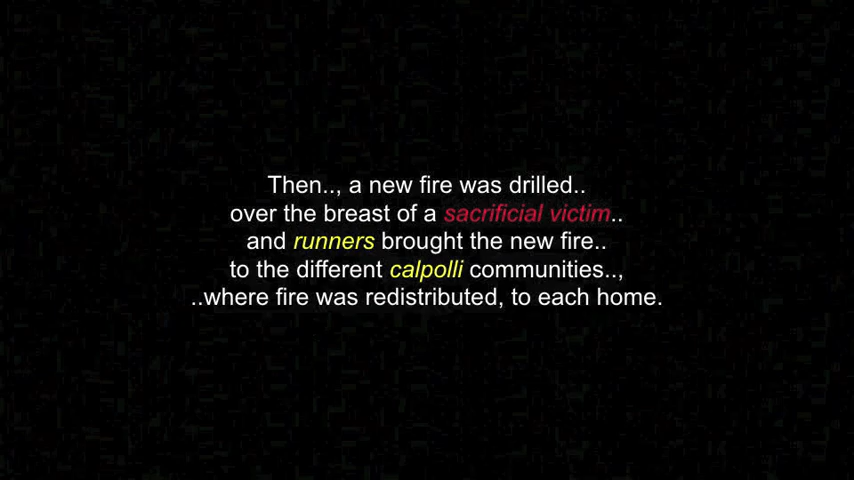 Then.., a new fire was drilled..
over the breast of a sacrificial victim..
and runners brought the new fire..
to the different calpolli communities..,
..where fire was redistributed, to each home.